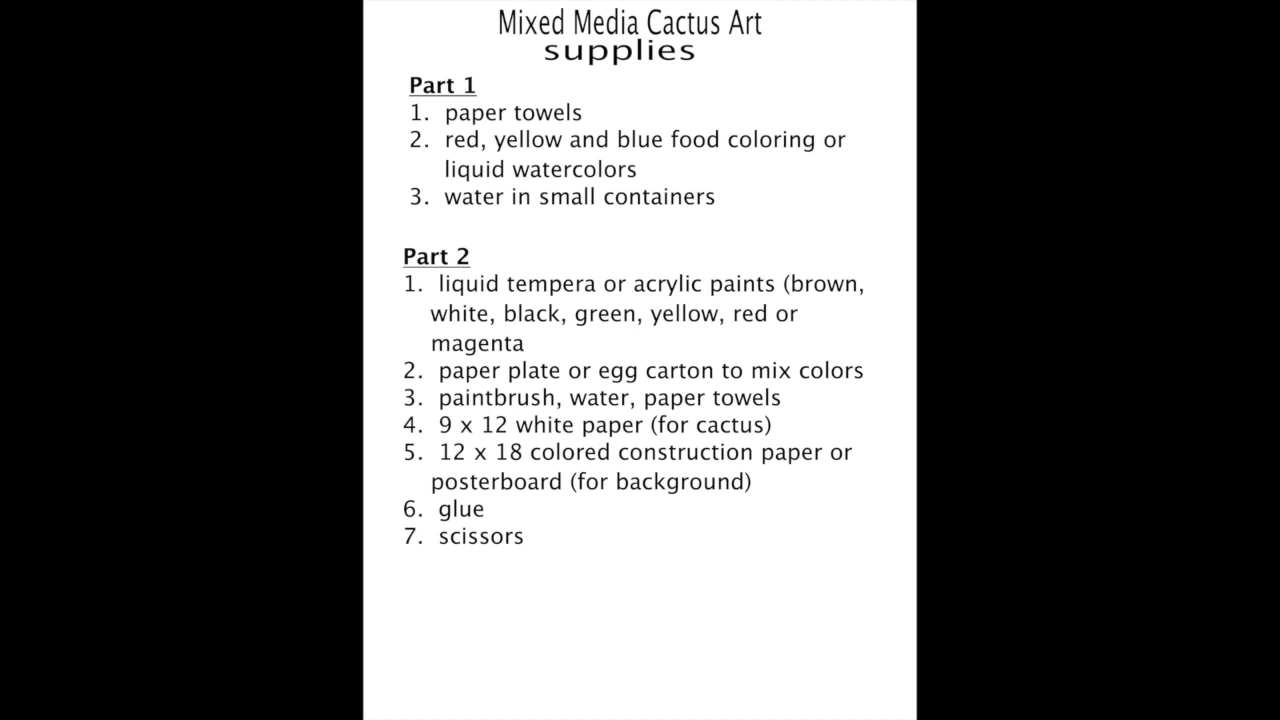 Mixed Media Cactus Art
supplies
Part 1
1. paper towels
2. red, yellow and blue food coloring or
liquid watercolors
3. water in small containers
Part 2
1. liquid tempera or acrylic paints (brown,
white, black, green, yellow, red or
magenta
2. paper plate or egg carton to mix colors
3. paintbrush, water, paper towels
4. 9 x 12 white paper (for cactus)
5. 12 x 18 colored construction paper or
posterboard (for background)
6. glue
7. scissors